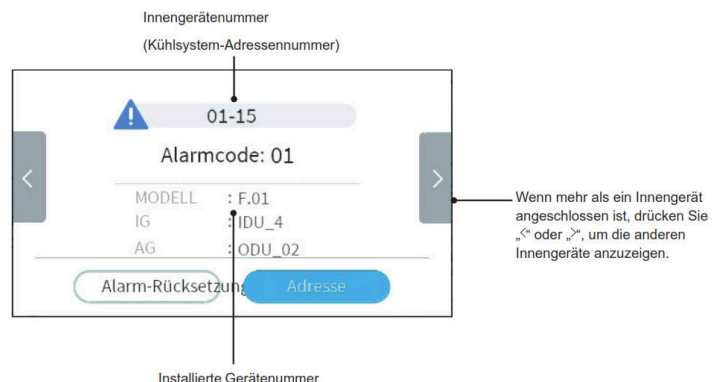 Innengerätenummer
(Kühlsystem-Adressennummer)
01-15
Alarmcode: 01
MODELL : F.01
IG : IDU_4
AG : ODU_02
Alarm-Rücksetzung
Adresse
Wenn mehr als ein Innengerät
angeschlossen ist, drücken Sie
„<“ oder „>“, um die anderen
Innengeräte anzuzeigen.
Installierte Gerätenummer